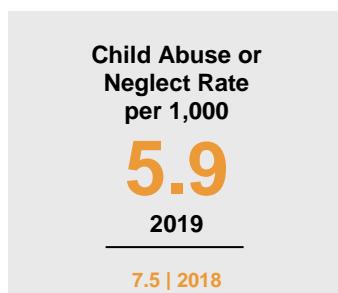 Child Abuse or
Neglect Rate
per 1,000
5.9
2019
7.5 | 2018